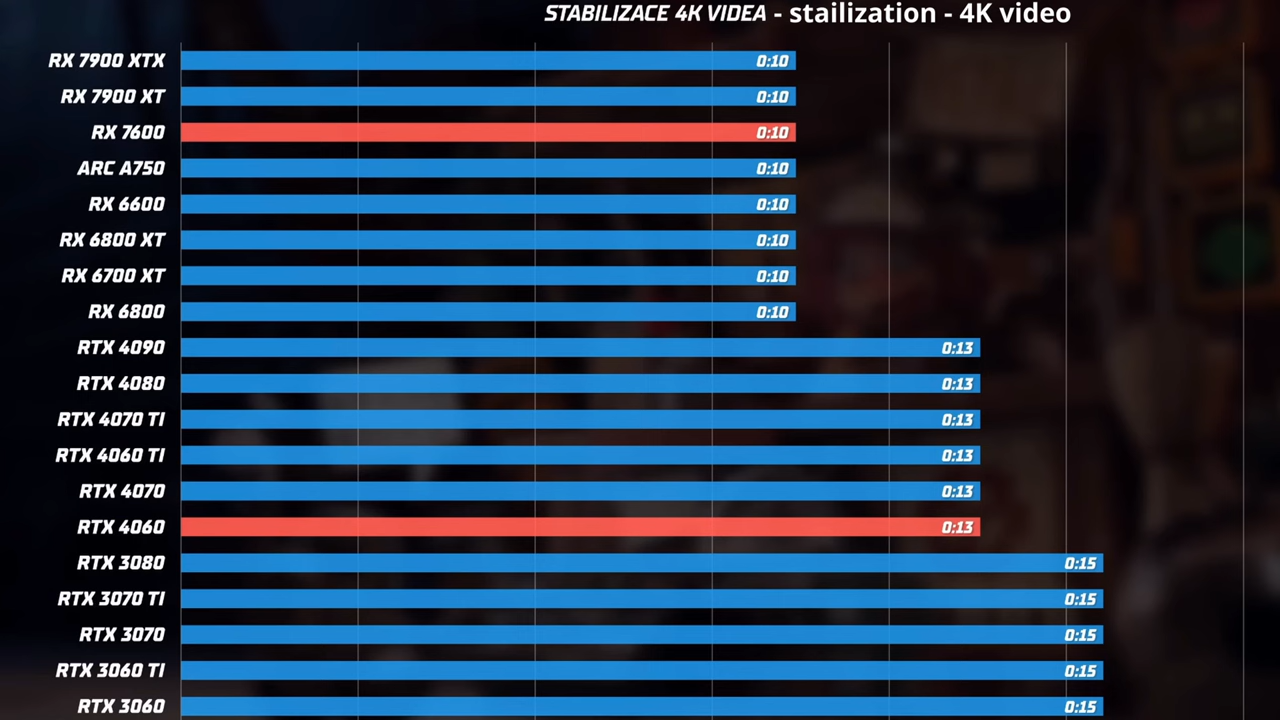 STABILIZACE 4K VIDEA - stailization - 4K video
RX 7900 XTX 0:10
RX 7900 XT 0:10
RX 7600 0:10
ARC A750 0:10
RX 6600 0:10
RX 6800 XT 0:10
RX 6700 XT 0:10
RX 6800 0:10
RTX 4090 0:13
RTX 4080 0:13
RTX 4070 TI 0:13
RTX 4060 TI 0:13
RTX 4070 0:13
RTX 4060 0:13
RTX 3080 0:15
RTX 3070 TI 0:15
RTX 3070 0:15
RTX 3060 TI 0:15
RTX 3060 0:15